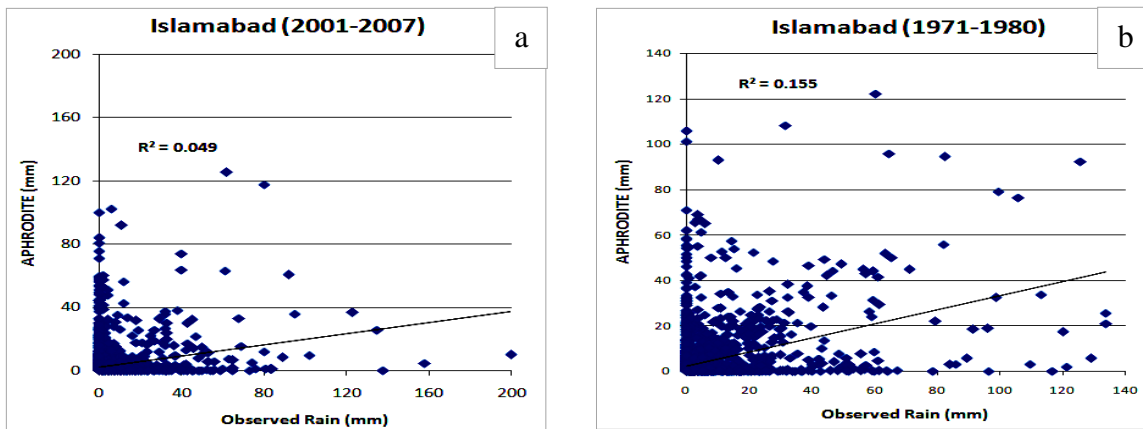 Islamabad (2001-2007)
a
200
160
R² = 0.049
120
80
40
0
APHRODITE (mm)
0 40 80 120 160 200
Observed Rain (mm)
Islamabad (1971-1980)
b
140
R² = 0.155
120
100
80
60
40
20
0
APHRODITE (mm)
0 20 40 60 80 100 120 140
Observed Rain (mm)